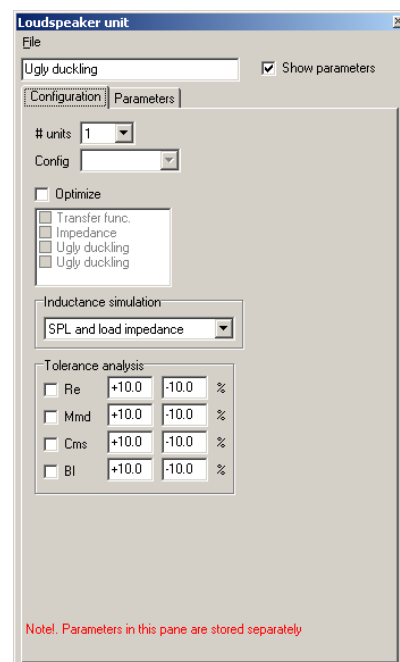 Loudspeaker unit
File
Ugly duckling
Show parameters
Configuration Parameters
# units 1
Config
Optimize
Transfer func.
Impedance
Ugly duckling
Ugly duckling
Inductance simulation
SPL and load impedance
Tolerance analysis
Re +10.0 -10.0 %
Mmd +10.0 -10.0 %
Cms +10.0 -10.0 %
Bl +10.0 -10.0 %
Note!. Parameters in this pane are stored separately